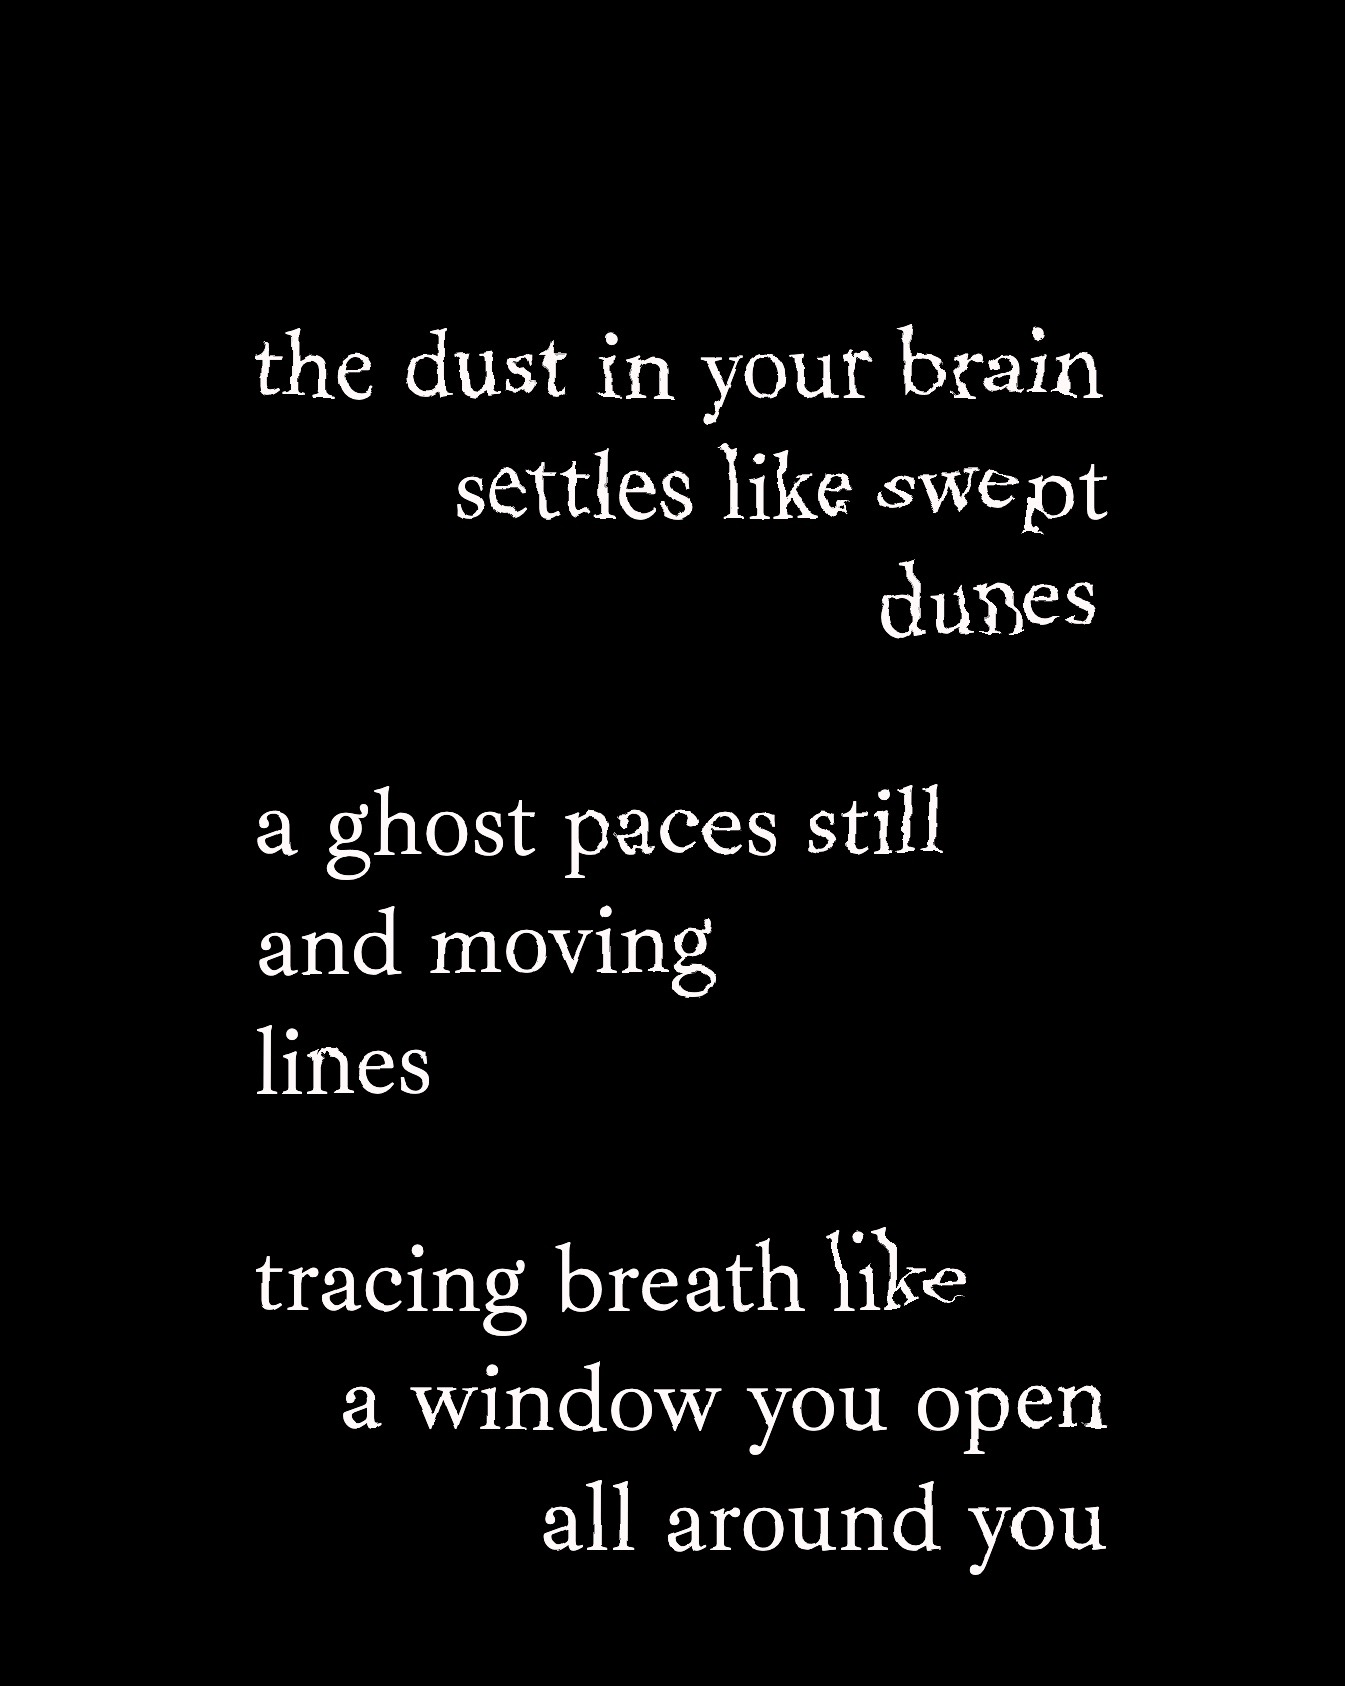 the dust in your brain
settles like swept
dunes
a ghost paces still
and moving
lines
tracing breath like
a window you open
all around you